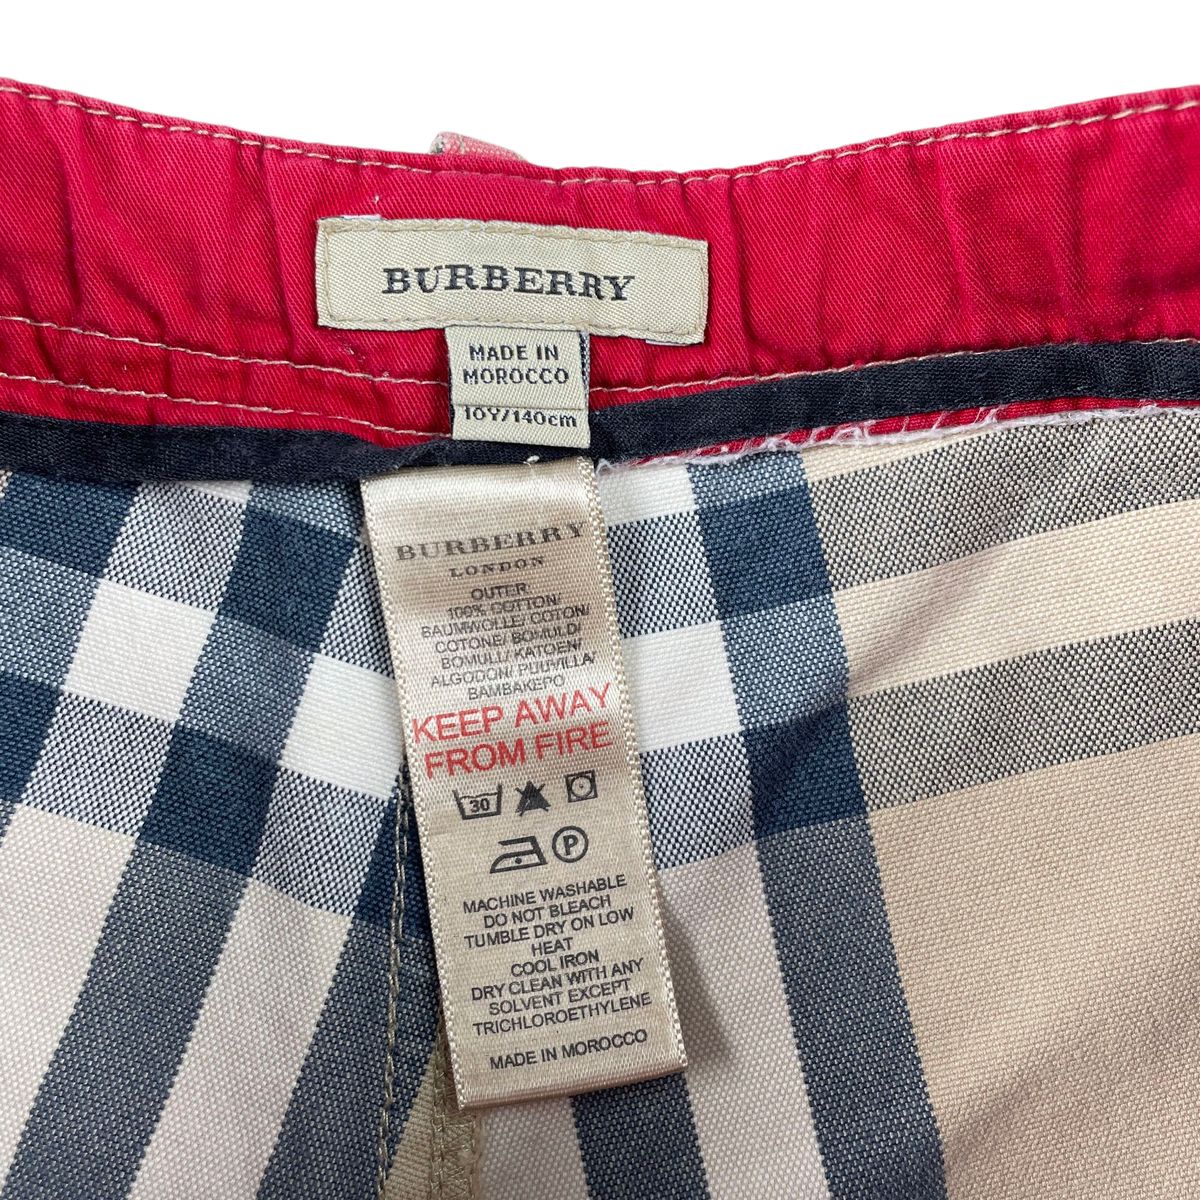 BURBERRY
MADE IN
MOROCCO
10Y/140cm
BURBERRY
LONDON
OUTER
100% COTTON/
BAUMWOLLE/ COTON/
COTONE/ BOMULD/
BOMULL/ KATOEN/
ALGODON/ PUUVILLA/
BAMBAKEPO
KEEP AWAY
FROM FIRE
30
P
MACHINE WASHABLE
DO NOT BLEACH
TUMBLE DRY ON LOW
HEAT
COOL IRON
DRY CLEAN WITH ANY
SOLVENT EXCEPT
TRICHLOROETHYLENE
MADE IN MOROCCO